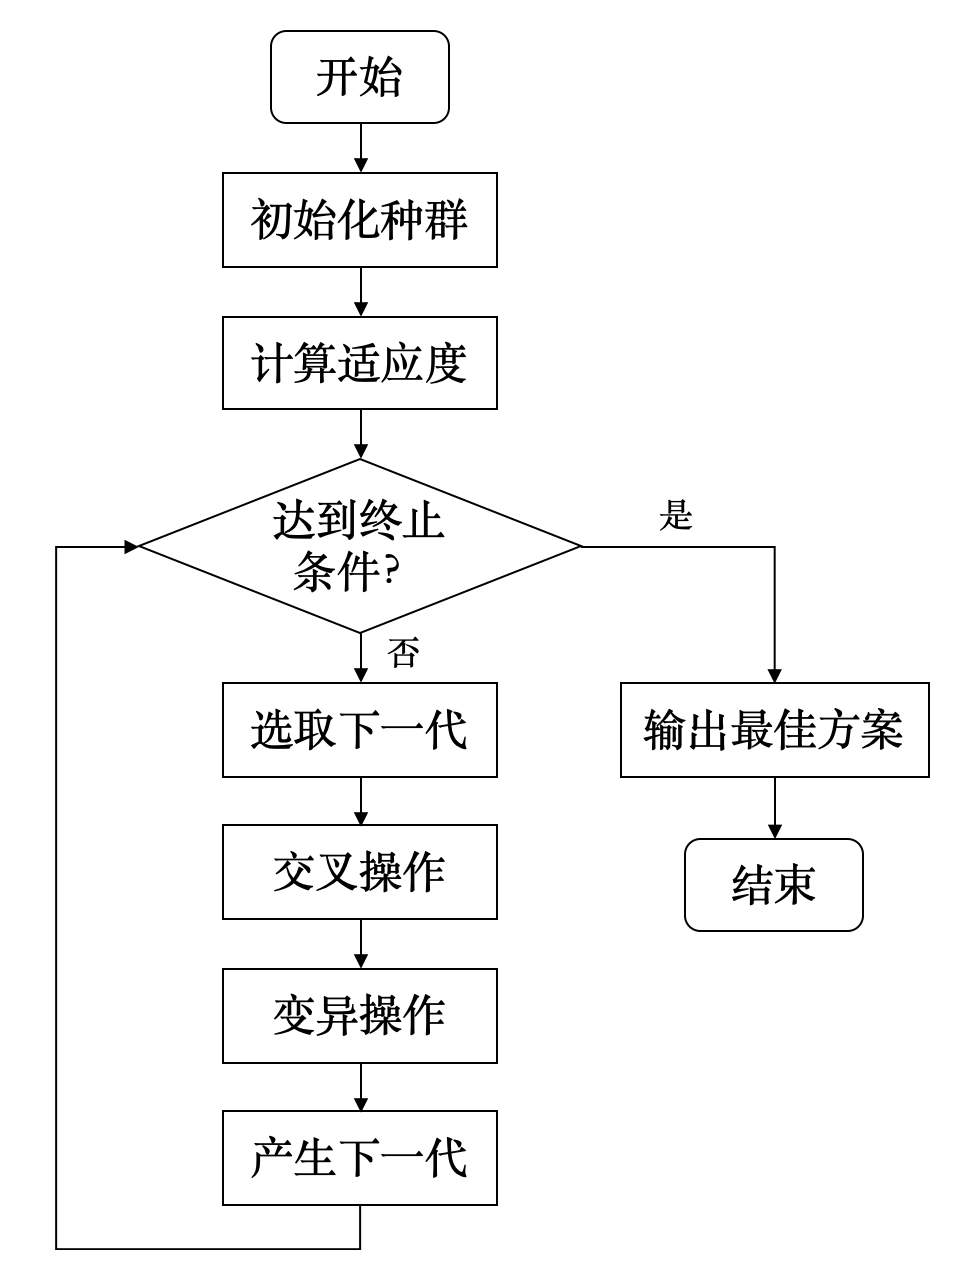 开始
初始化种群
计算适应度
达到终止
条件?
是
否
选取下一代
输出最佳方案
交叉操作
结束
变异操作
产生下一代